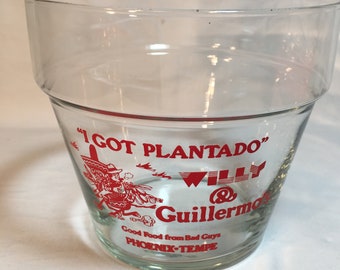 "I GOT PLANTADO"
WILLY
@
Guillermo's
Good Food from Bad Guys
PHOENIX-TEMPE